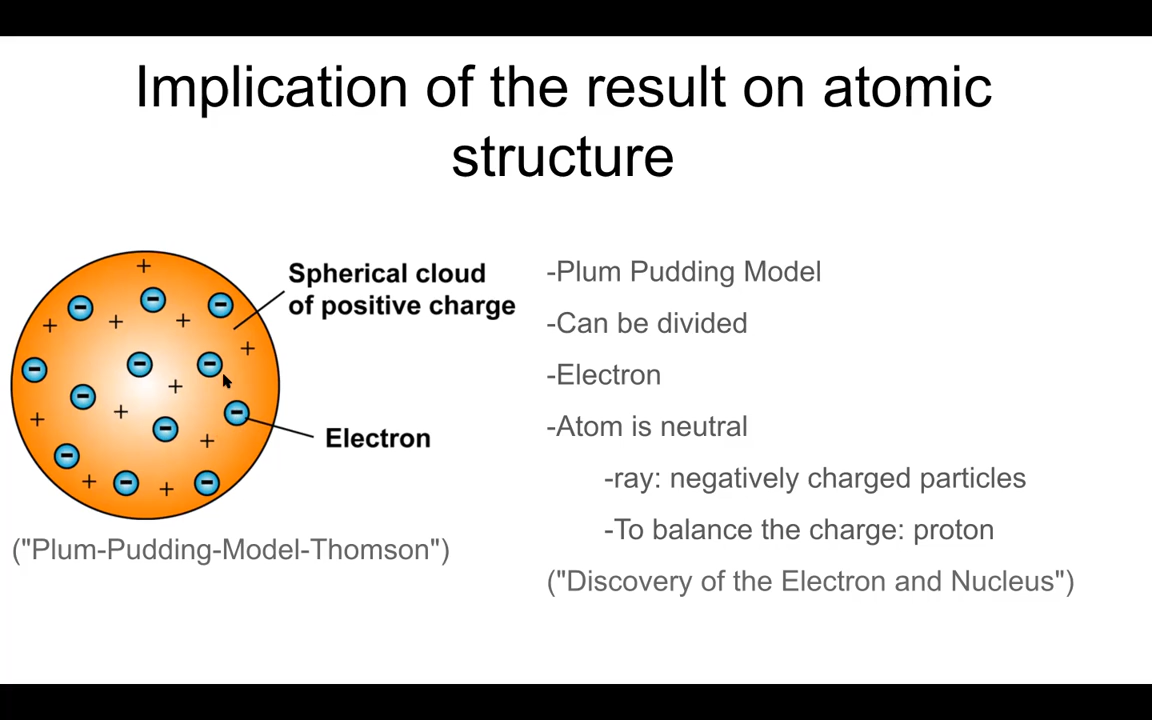 Implication of the result on atomic
structure
Spherical cloud
of positive charge
Electron
("Plum-Pudding-Model-Thomson")
-Plum Pudding Model
-Can be divided
-Electron
-Atom is neutral
-ray: negatively charged particles
-To balance the charge: proton
("Discovery of the Electron and Nucleus")